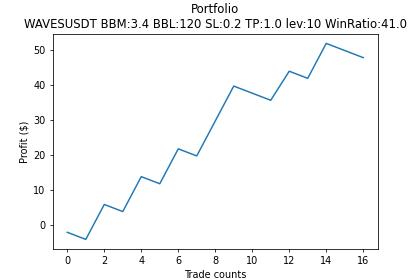 Portfolio
WAVESUSDT BBM:3.4 BBL:120 SL:0.2 TP:1.0 lev:10 WinRatio:41.0
50
40
30
20
10
0
Profit ($)
0 2 4 6 8 10 12 14 16
Trade counts